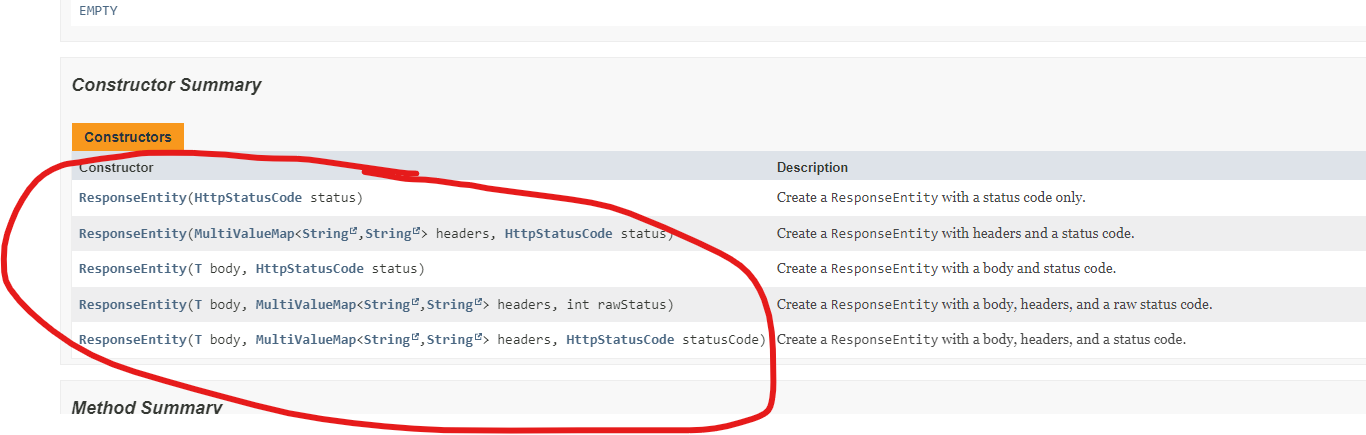 EMPTY
Constructor Summary
Constructors
Constructor Description
ResponseEntity(HttpStatusCode status) Create a ResponseEntity with a status code only.
ResponseEntity(MultiValueMap<String,String> headers, HttpStatusCode status) Create a ResponseEntity with headers and a status code.
ResponseEntity(T body, HttpStatusCode status) Create a ResponseEntity with a body and status code.
ResponseEntity(T body, MultiValueMap<String,String> headers, int rawStatus) Create a ResponseEntity with a body, headers, and a raw status code.
ResponseEntity(T body, MultiValueMap<String,String> headers, HttpStatusCode statusCode) Create a ResponseEntity with a body, headers, and a status code.
Method Summary